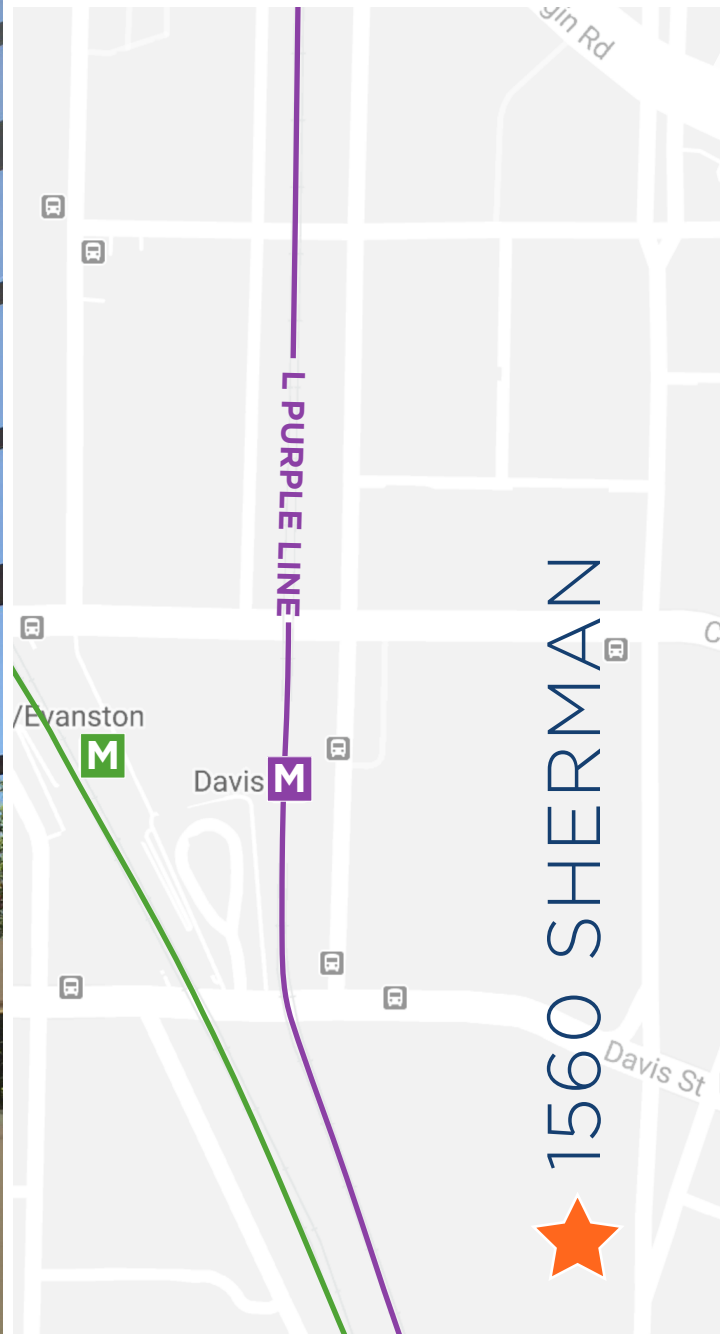 gin Rd
L PURPLE LINE
C
/Evanston
M
Davis M
1560 SHERMAN
Davis St